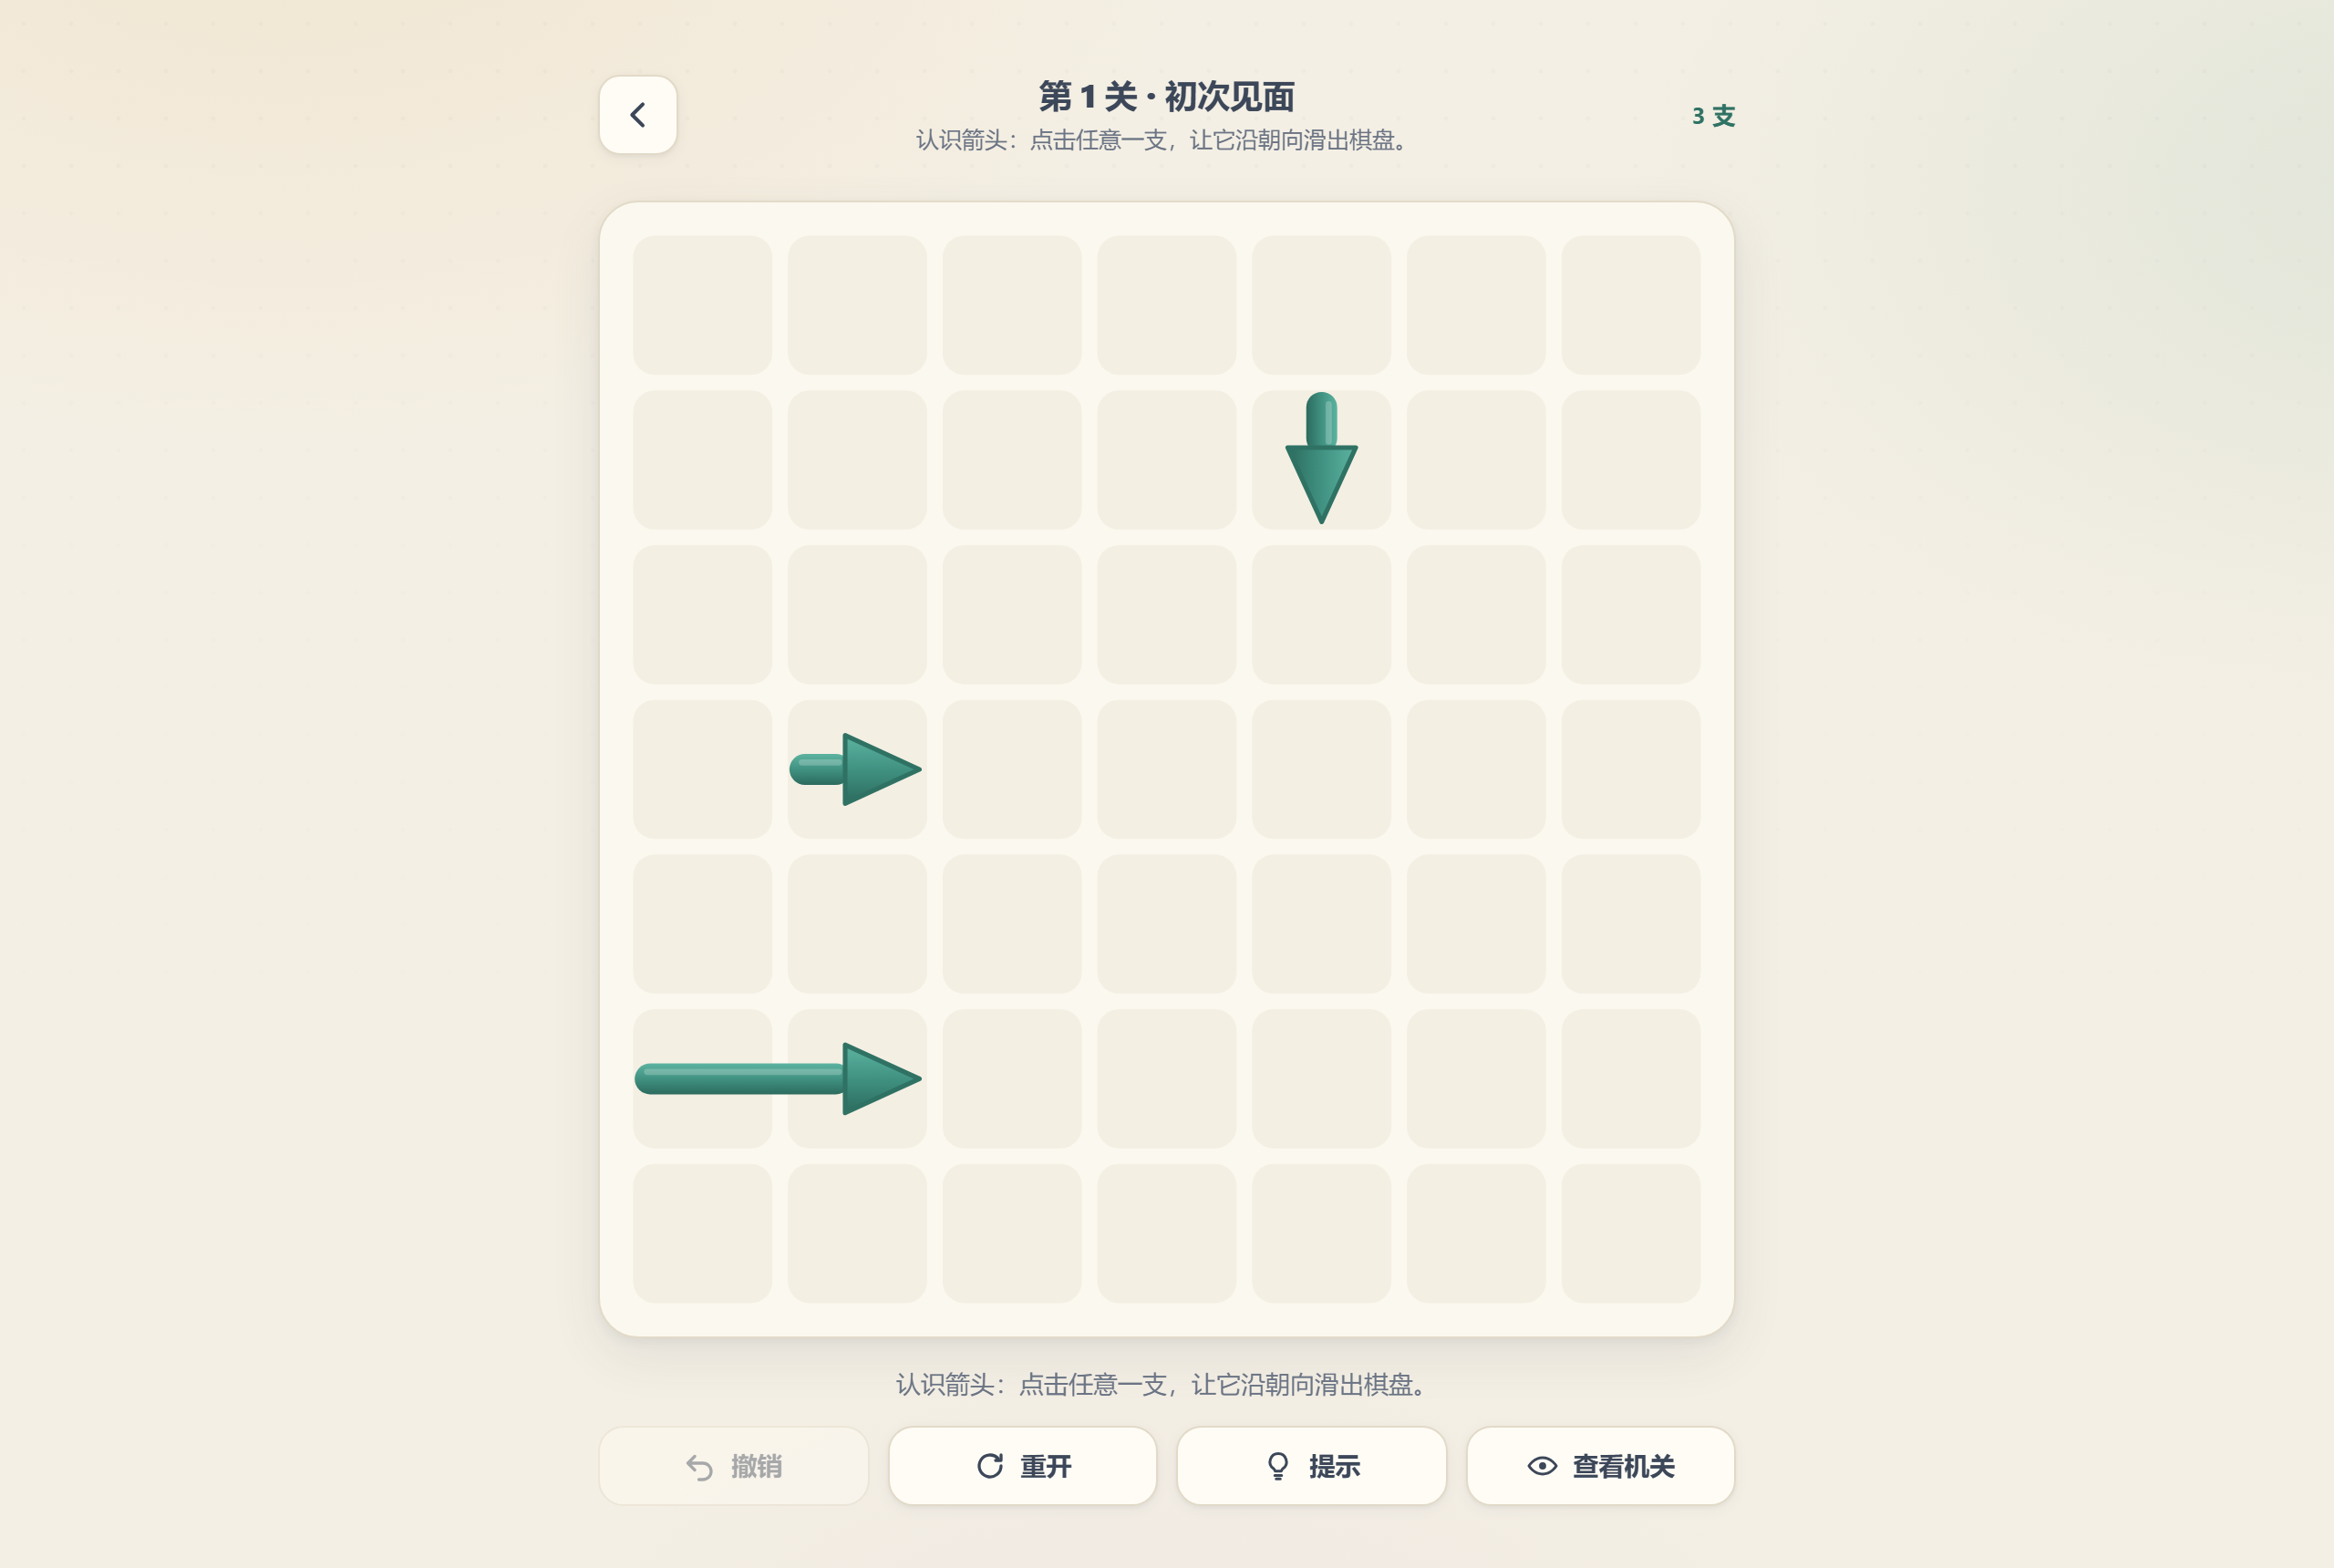 第 1 关 · 初次见面
认识箭头：点击任意一支，让它沿朝向滑出棋盘。
3 支
认识箭头：点击任意一支，让它沿朝向滑出棋盘。
撤销
重开
提示
查看机关